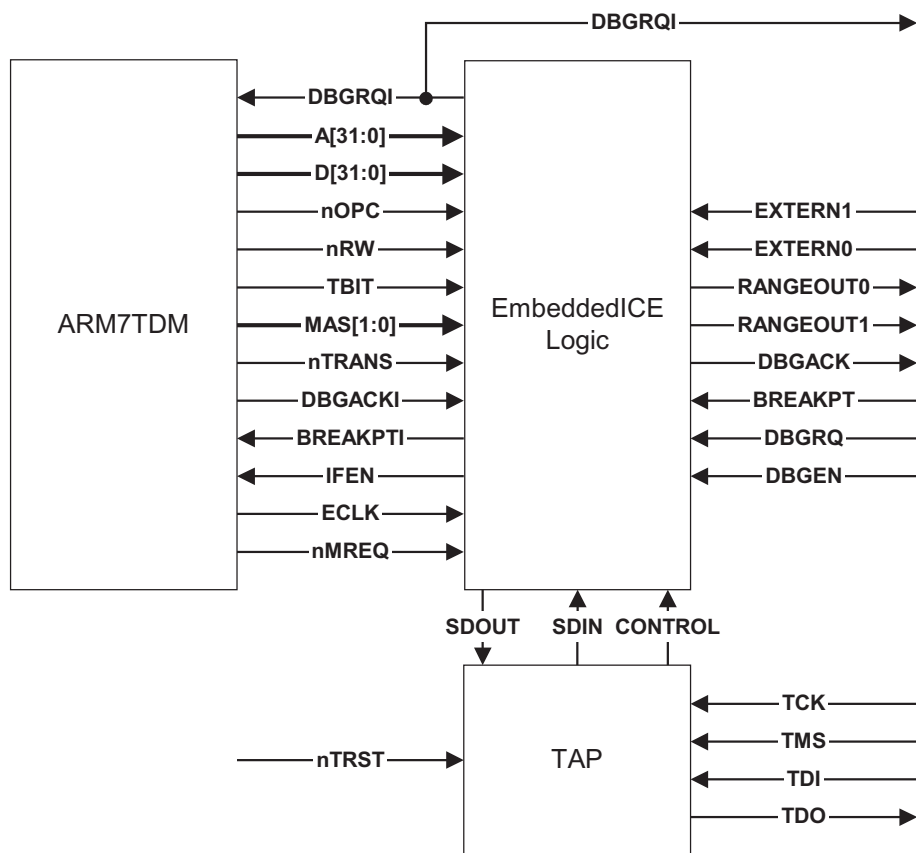 DBGRQI
DBGRQI
A[31:0]
D[31:0]
nOPC
EXTERN1
nRW
EXTERN0
TBIT
RANGEOUT0
ARM7TDM
MAS[1:0]
EmbeddedICE
Logic
RANGEOUT1
nTRANS
DBGACK
DBGACKI
BREAKPT
BREAKPTI
DBGRQ
IFEN
DBGEN
ECLK
nMREQ
SDOUT
SDIN
CONTROL
TCK
TMS
nTRST
TAP
TDI
TDO